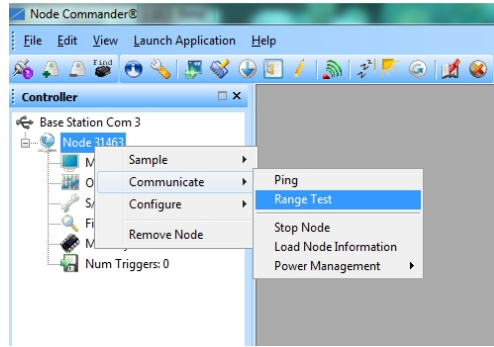 Node Commander®
File Edit View Launch Application Help
Find
Controller
Base Station Com 3
Node 31463
M
Sample
O
Communicate
Ping
S/
Configure
Range Test
Fi
M
Remove Node
Stop Node
Num Triggers: 0
Load Node Information
Power Management